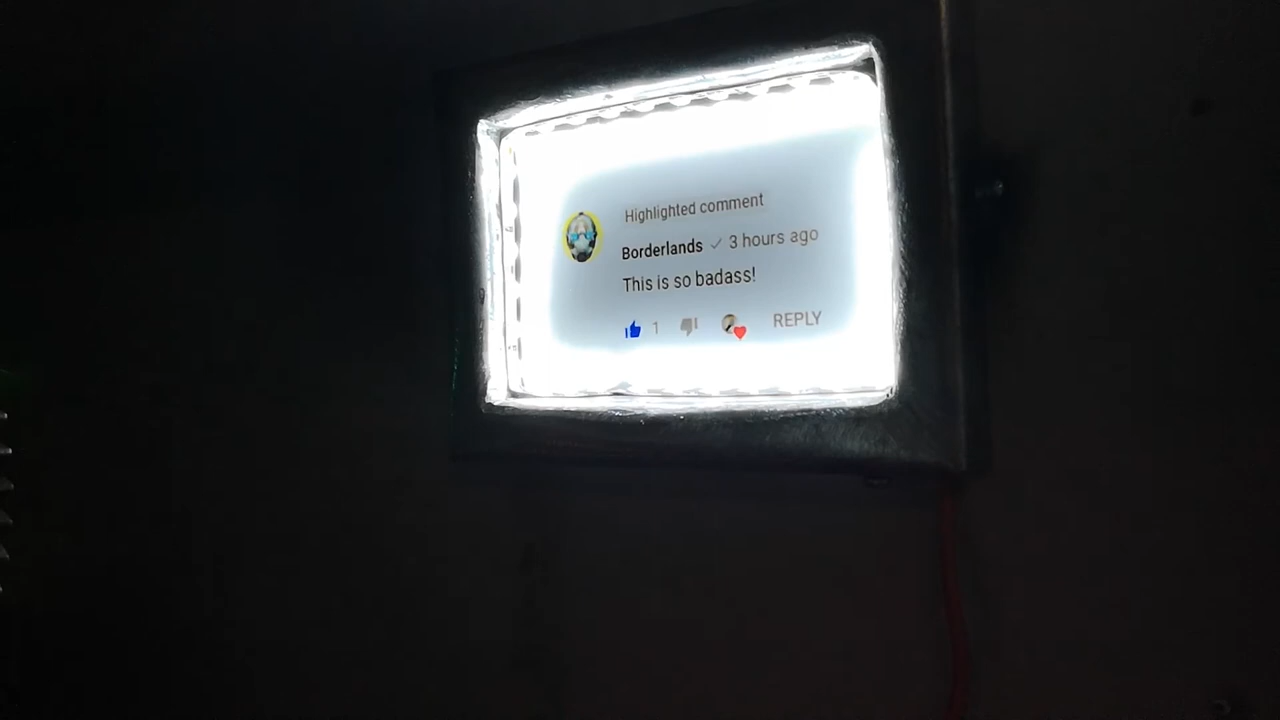 Highlighted comment
Borderlands ✓ 3 hours ago
This is so badass!
1 REPLY